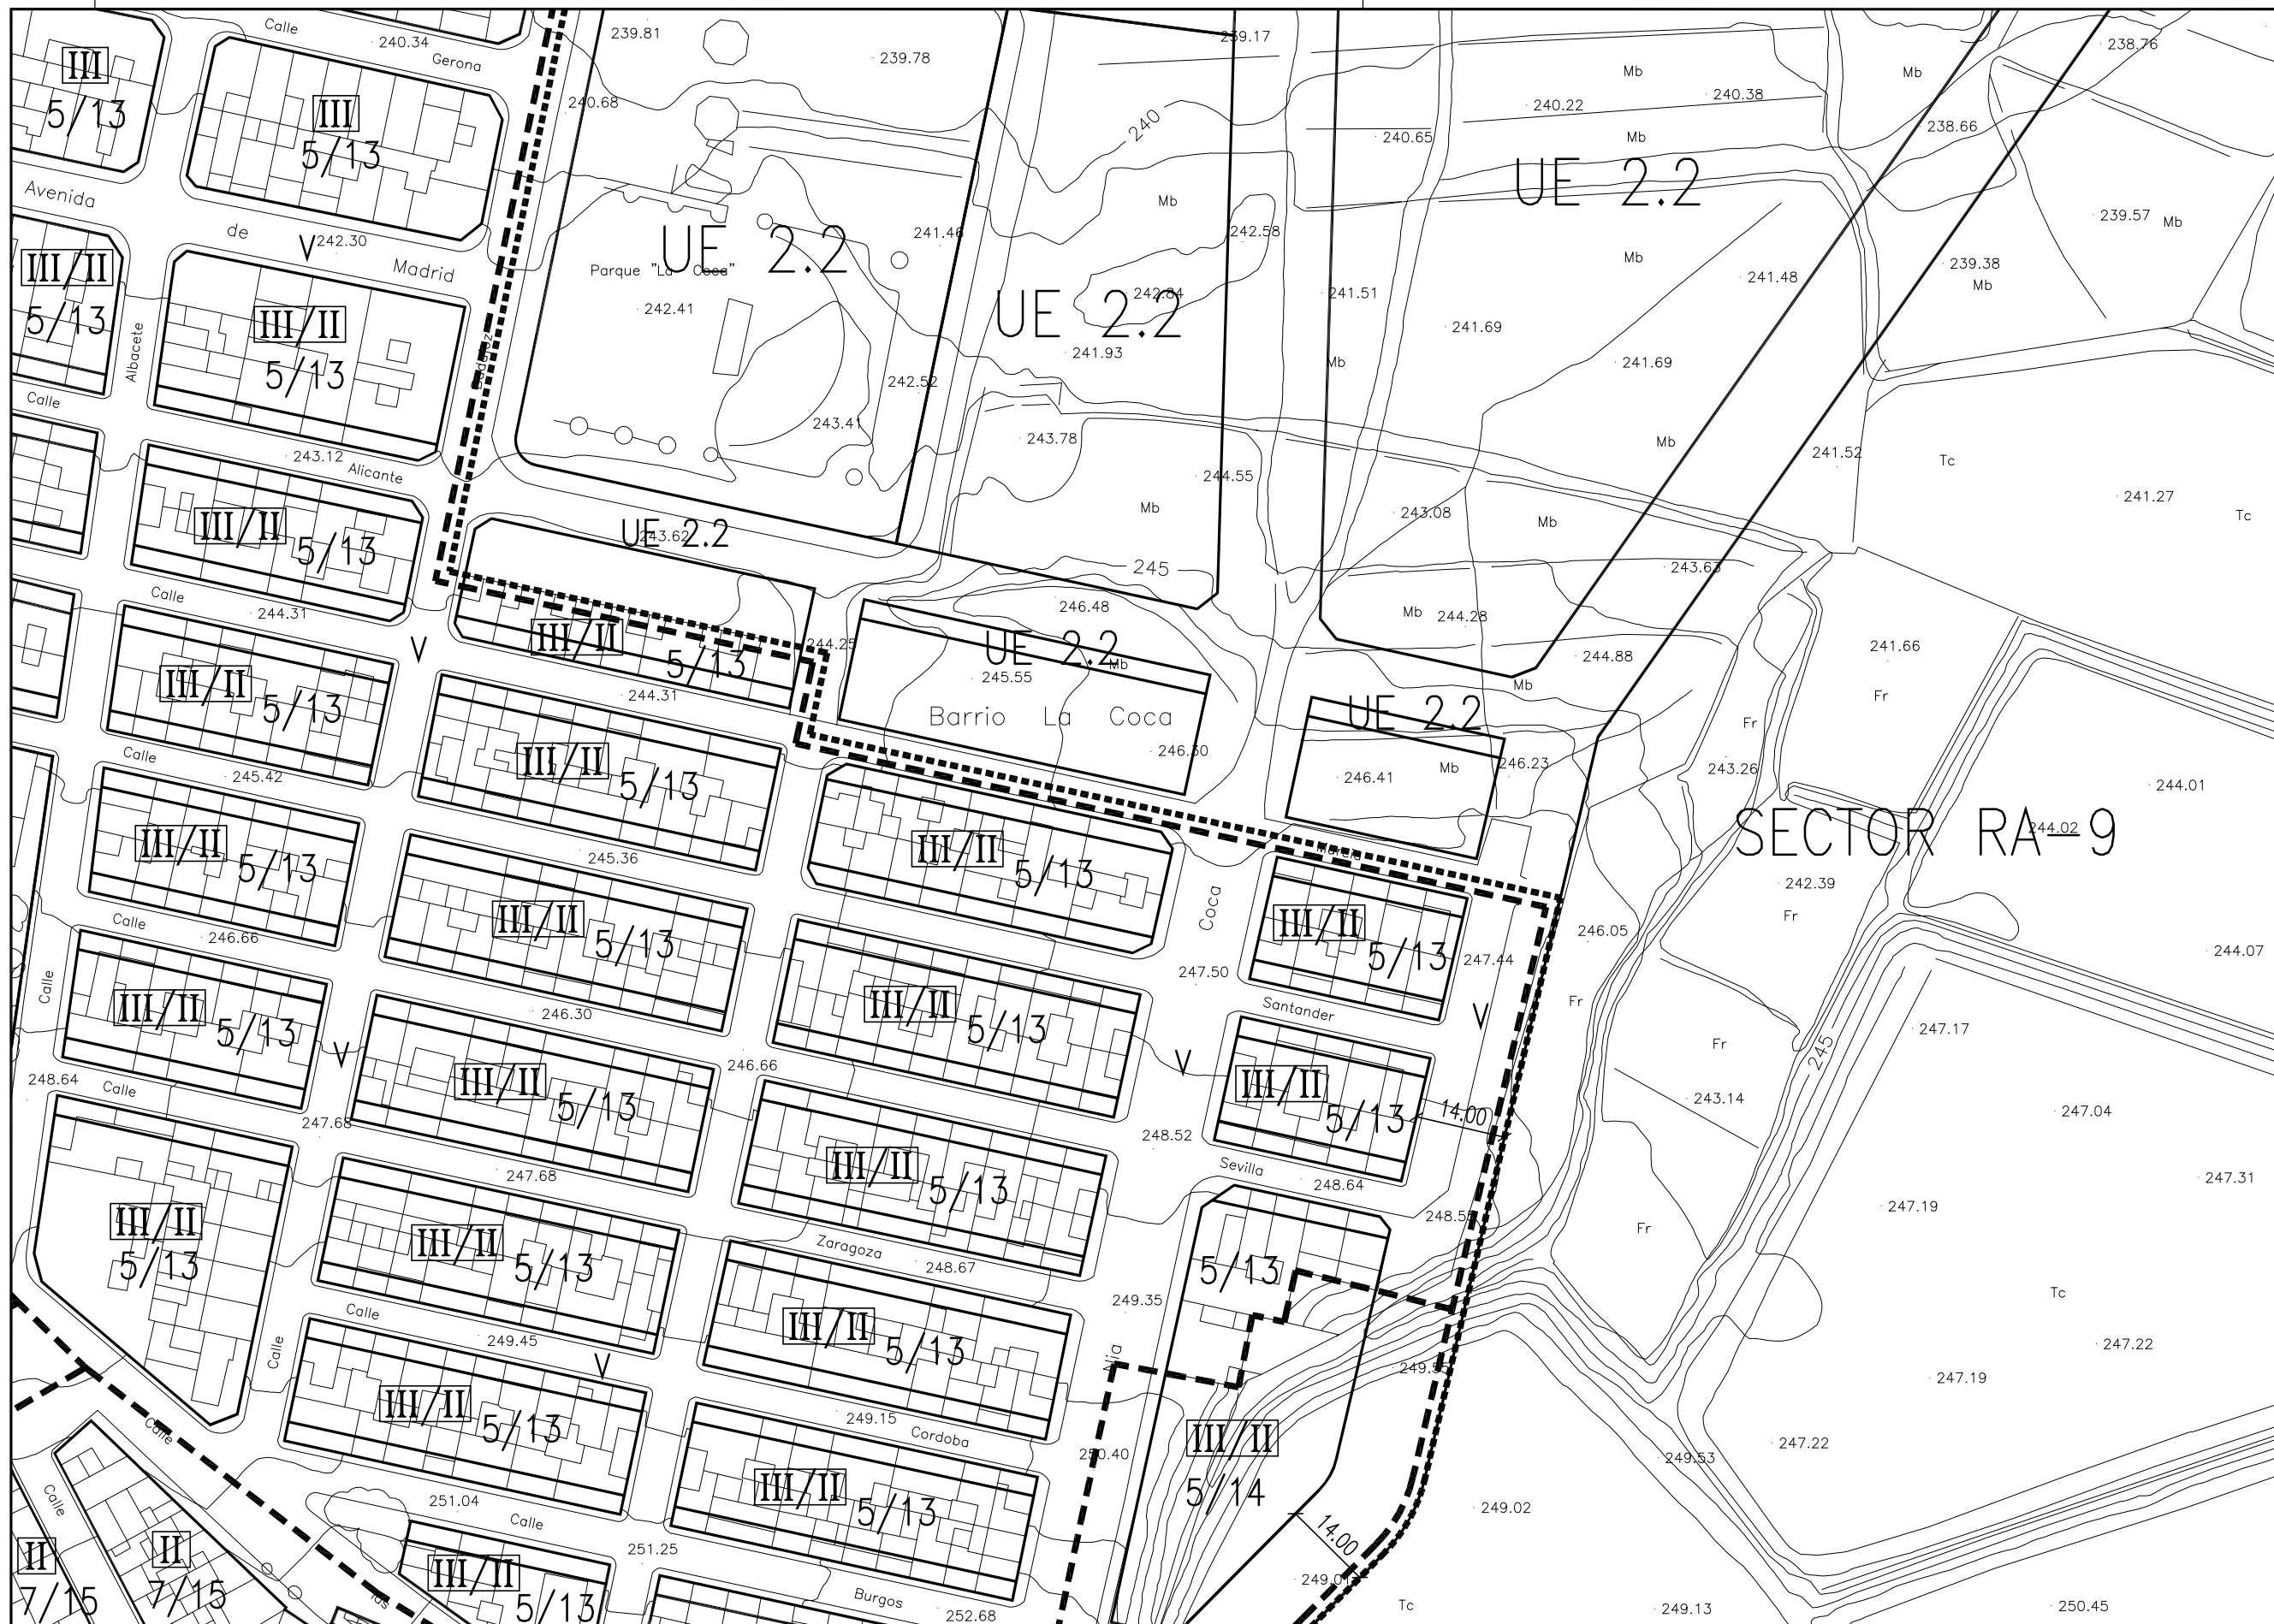 Calle
Gerona
240.34
III
5/13
III
5/13
239.81
239.78
240.68
239.17
240
Mb
240.22
240.38
240.65
Mb
Mb
238.76
238.66
UE 2.2
239.57
Mb
Avenida
de
Madrid
V
242.30
III/II
5/13
Albacete
III/II
5/13
UE 2.2
Parque "La Coca"
242.41
241.46
Mb
242.58
242.84
UE 2.2
241.93
241.51
Mb
241.69
Mb
241.48
241.69
239.38
Mb
Calle
243.12
Alicante
242.52
243.41
243.78
244.55
Mb
Mb
243.08
Mb
241.52
Tc
241.27
Tc
III/II
5/13
UE 2.2
243.62
245
243.63
Calle
244.31
V
III/II
5/13
244.25
246.48
UE 2.2
Mb
245.55
Barrio La Coca
246.30
Mb
244.28
244.88
Mb
241.66
Fr
III/II
5/13
244.31
UE 2.2
246.41
Mb
246.23
Fr
243.26
244.01
Calle
245.42
III/II
5/13
SECTOR RA-9
244.02
III/II
5/13
245.36
III/II
5/13
Murcia
242.39
Fr
Calle
246.66
III/II
5/13
Coca
III/II
5/13
247.44
246.05
244.07
Calle
III/II
5/13
246.30
III/II
5/13
247.50
Santander
V
Fr
247.17
248.64
Calle
V
III/II
5/13
246.66
V
III/II
5/13
14.00
Fr
245
243.14
247.04
247.68
247.68
III/II
5/13
248.52
Sevilla
248.64
247.31
III/II
5/13
III/II
5/13
Zaragoza
248.67
5/13
Fr
247.19
Calle
Calle
249.45
V
III/II
5/13
249.35
Tc
247.22
249.15
Cordoba
247.19
Calle
III/II
5/13
250.40
III/II
5/14
249.53
247.22
Calle
251.04
Calle
III/II
5/13
14.00
249.02
II
7/15
II
7/15
III/II
5/13
251.25
Burgos
252.68
249.01
Tc
249.13
250.45